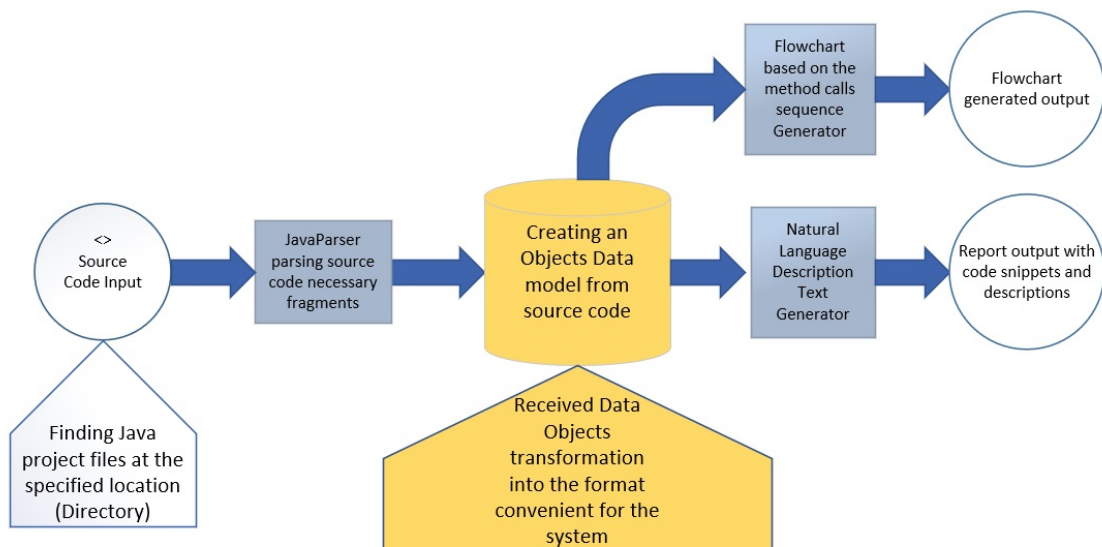 Flowchart
based on the
method calls
sequence
Generator
Flowchart
generated output
<>
Source
Code Input
JavaParser
parsing source
code necessary
fragments
Creating an
Objects Data
model from
source code
Natural
Language
Description
Text
Generator
Report output with
code snippets and
descriptions
Finding Java
project files at the
specified location
(Directory)
Received Data
Objects
transformation
into the format
convenient for the
system